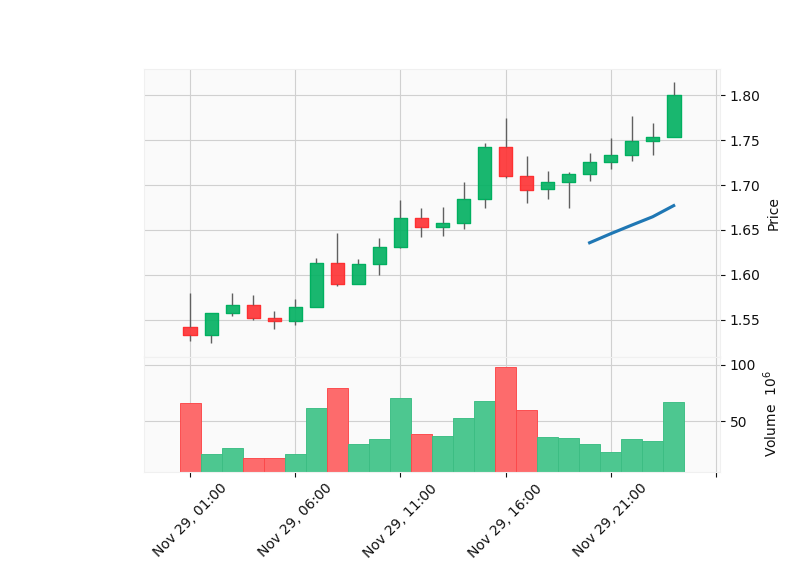 1.80
1.75
1.70
1.65
1.60
1.55
Price
100
50
Volume 10^6
Nov 29, 01:00
Nov 29, 06:00
Nov 29, 11:00
Nov 29, 16:00
Nov 29, 21:00